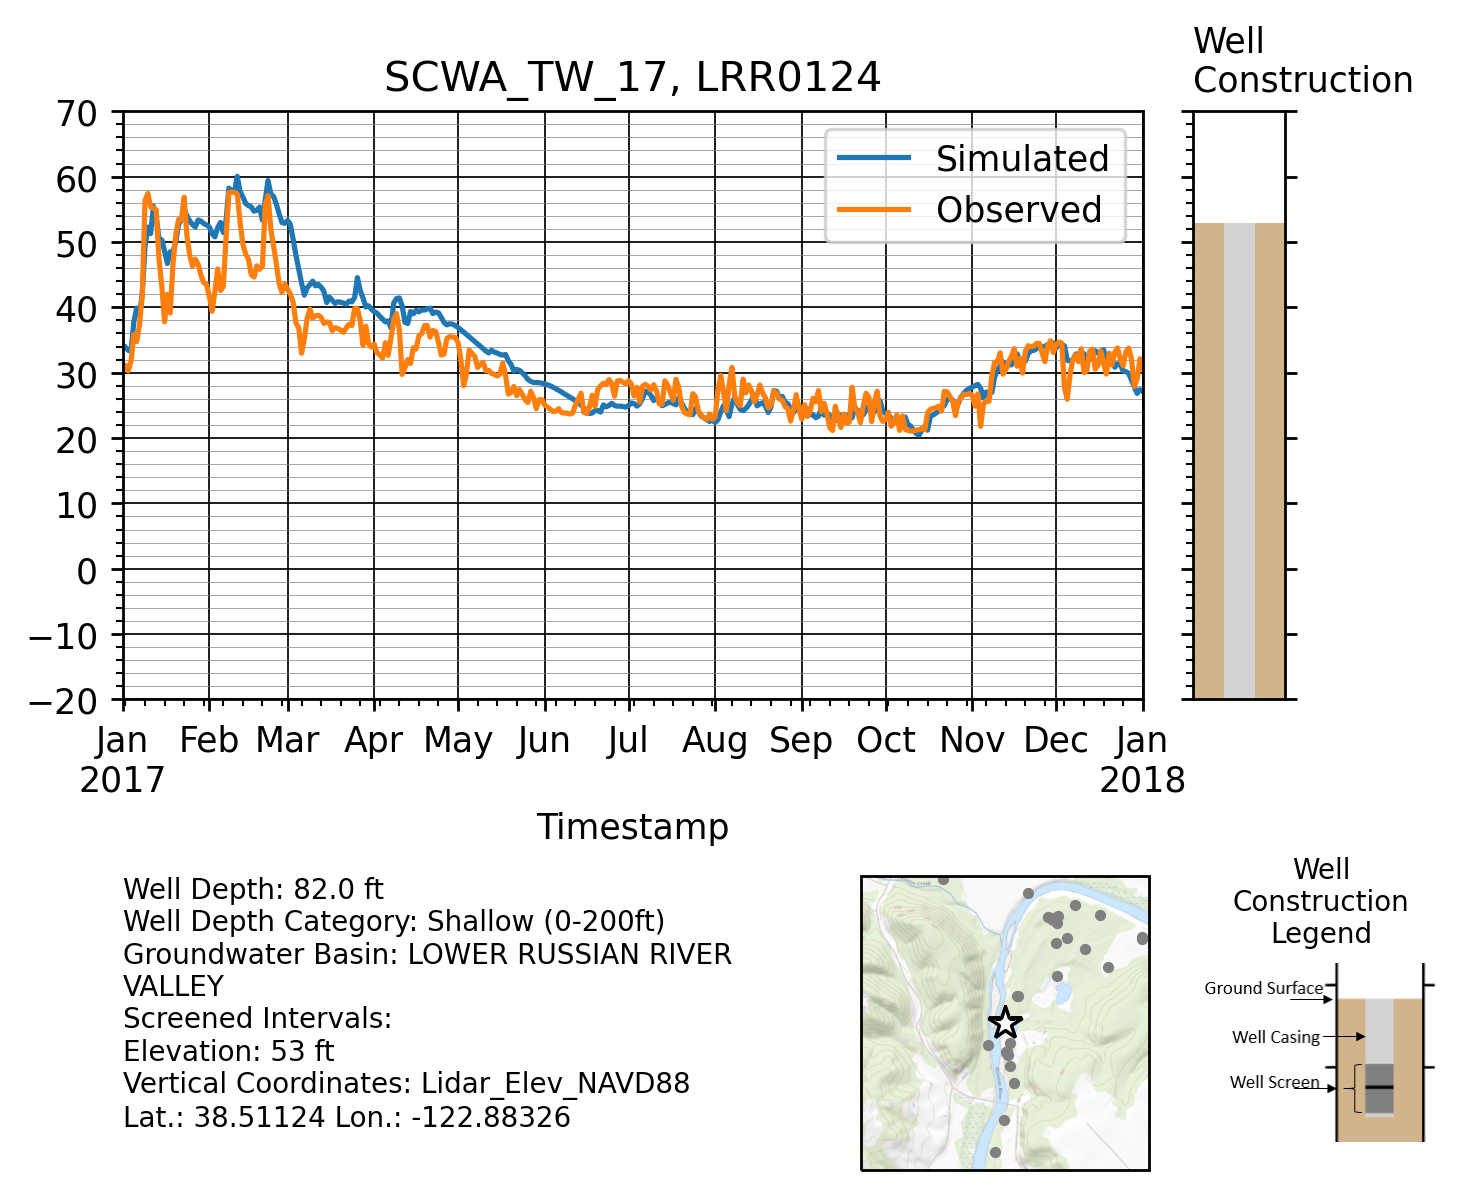 Well
Construction
SCWA_TW_17, LRR0124
70
60
50
40
30
20
10
0
−10
−20
Simulated
Observed
Jan Feb Mar Apr May Jun Jul Aug Sep Oct Nov Dec Jan
2017 2018
Timestamp
Well Depth: 82.0 ft
Well Depth Category: Shallow (0-200ft)
Groundwater Basin: LOWER RUSSIAN RIVER
VALLEY
Screened Intervals:
Elevation: 53 ft
Vertical Coordinates: Lidar_Elev_NAVD88
Lat.: 38.51124 Lon.: -122.88326
Well
Construction
Legend
Ground Surface
Well Casing
Well Screen